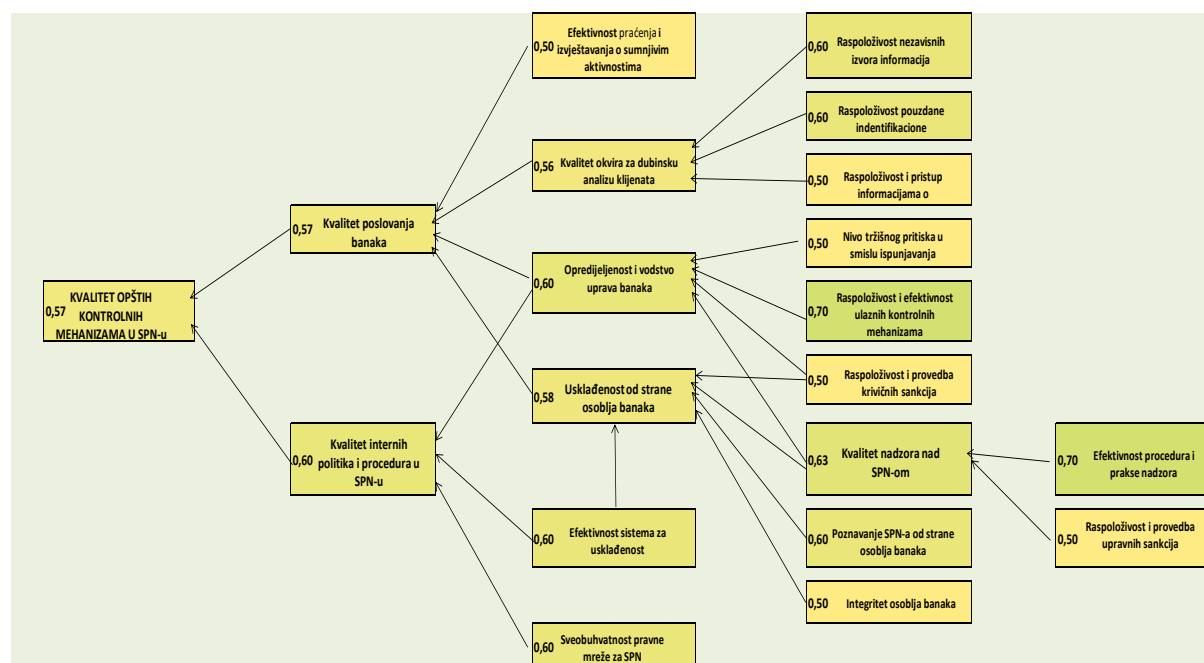 0,57
KVALITET OPŠTIH
KONTROLNIH
MEHANIZAMA U SPN-u
0,57
Kvalitet poslovanja
banaka
0,60
Kvalitet internih
politika i procedura u
SPN-u
0,50
Efektivnost praćenja i
izvještavanja o sumnjivim
aktivnostima
0,56
Kvalitet okvira za dubinsku
analizu klijenata
0,60
Opredijeljenost i vodstvo
uprava banaka
0,58
Usklađenost od strane
osoblja banaka
0,60
Efektivnost sistema za
usklađenost
0,60
Sveobuhvatnost pravne
mreže za SPN
0,60
Raspoloživost nezavisnih
izvora informacija
0,60
Raspoloživost pouzdane
indentifikacione
0,50
Raspoloživost i pristup
informacijama o
0,50
Nivo tržišnog pritiska u
smislu ispunjavanja
0,70
Raspoloživost i efektivnost
ulaznih kontrolnih
mehanizama
0,50
Raspoloživost i provedba
krivičnih sankcija
0,63
Kvalitet nadzora nad
SPN-om
0,60
Poznavanje SPN-a od strane
osoblja banaka
0,50
Integritet osoblja banaka
0,70
Efektivnost procedura i
prakse nadzora
0,50
Raspoloživost i provedba
upravnih sankcija